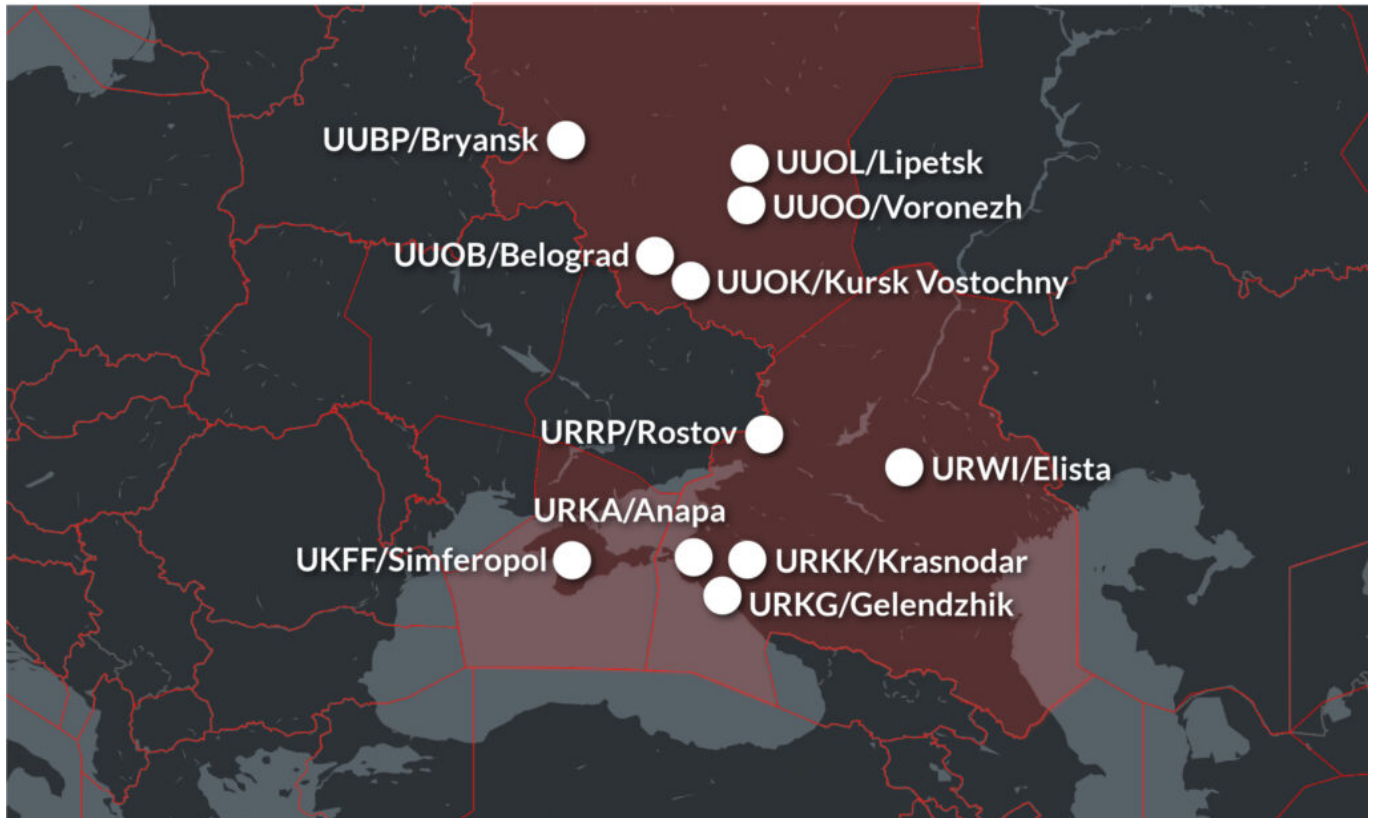 UUBP/Bryansk
UUOL/Lipetsk
UUOO/Voronezh
UUOB/Belograd
UUOK/Kursk Vostochny
URRP/Rostov
URWI/Elista
URKA/Anapa
UKFF/Simferopol
URKK/Krasnodar
URKG/Gelendzhik